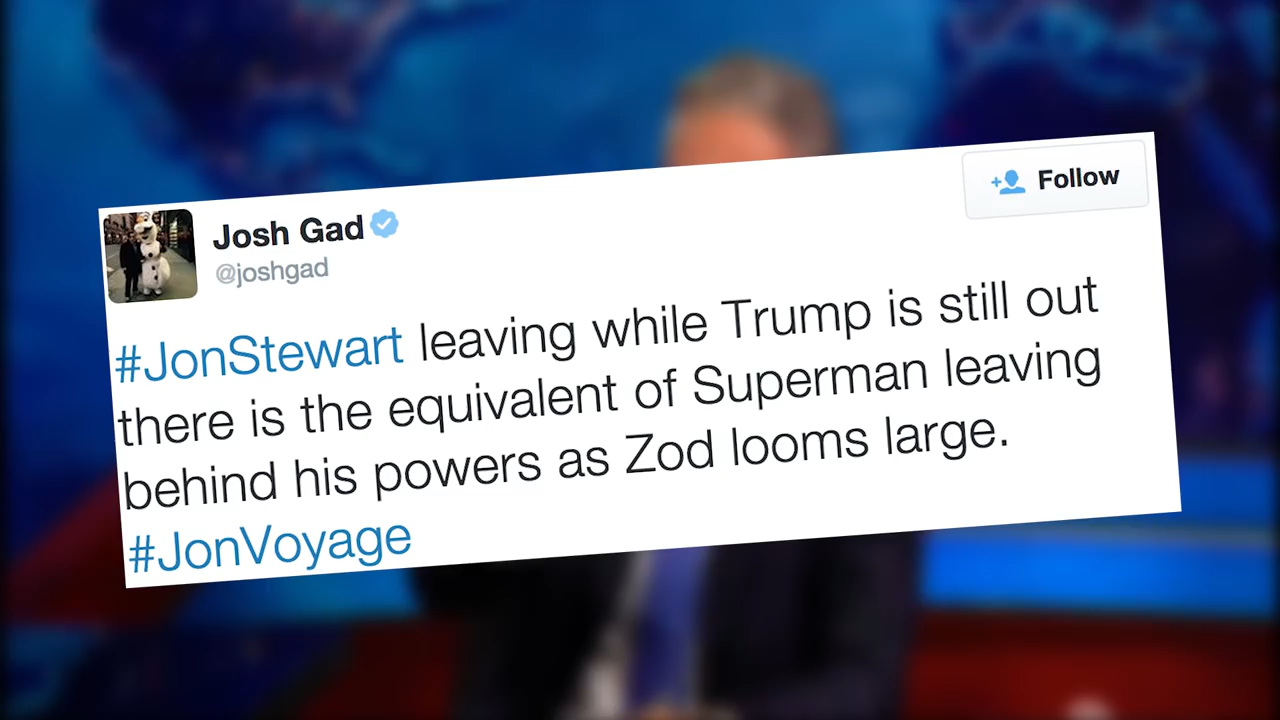 Josh Gad
@joshgad
Follow
#JonStewart leaving while Trump is still out
there is the equivalent of Superman leaving
behind his powers as Zod looms large.
#JonVoyage